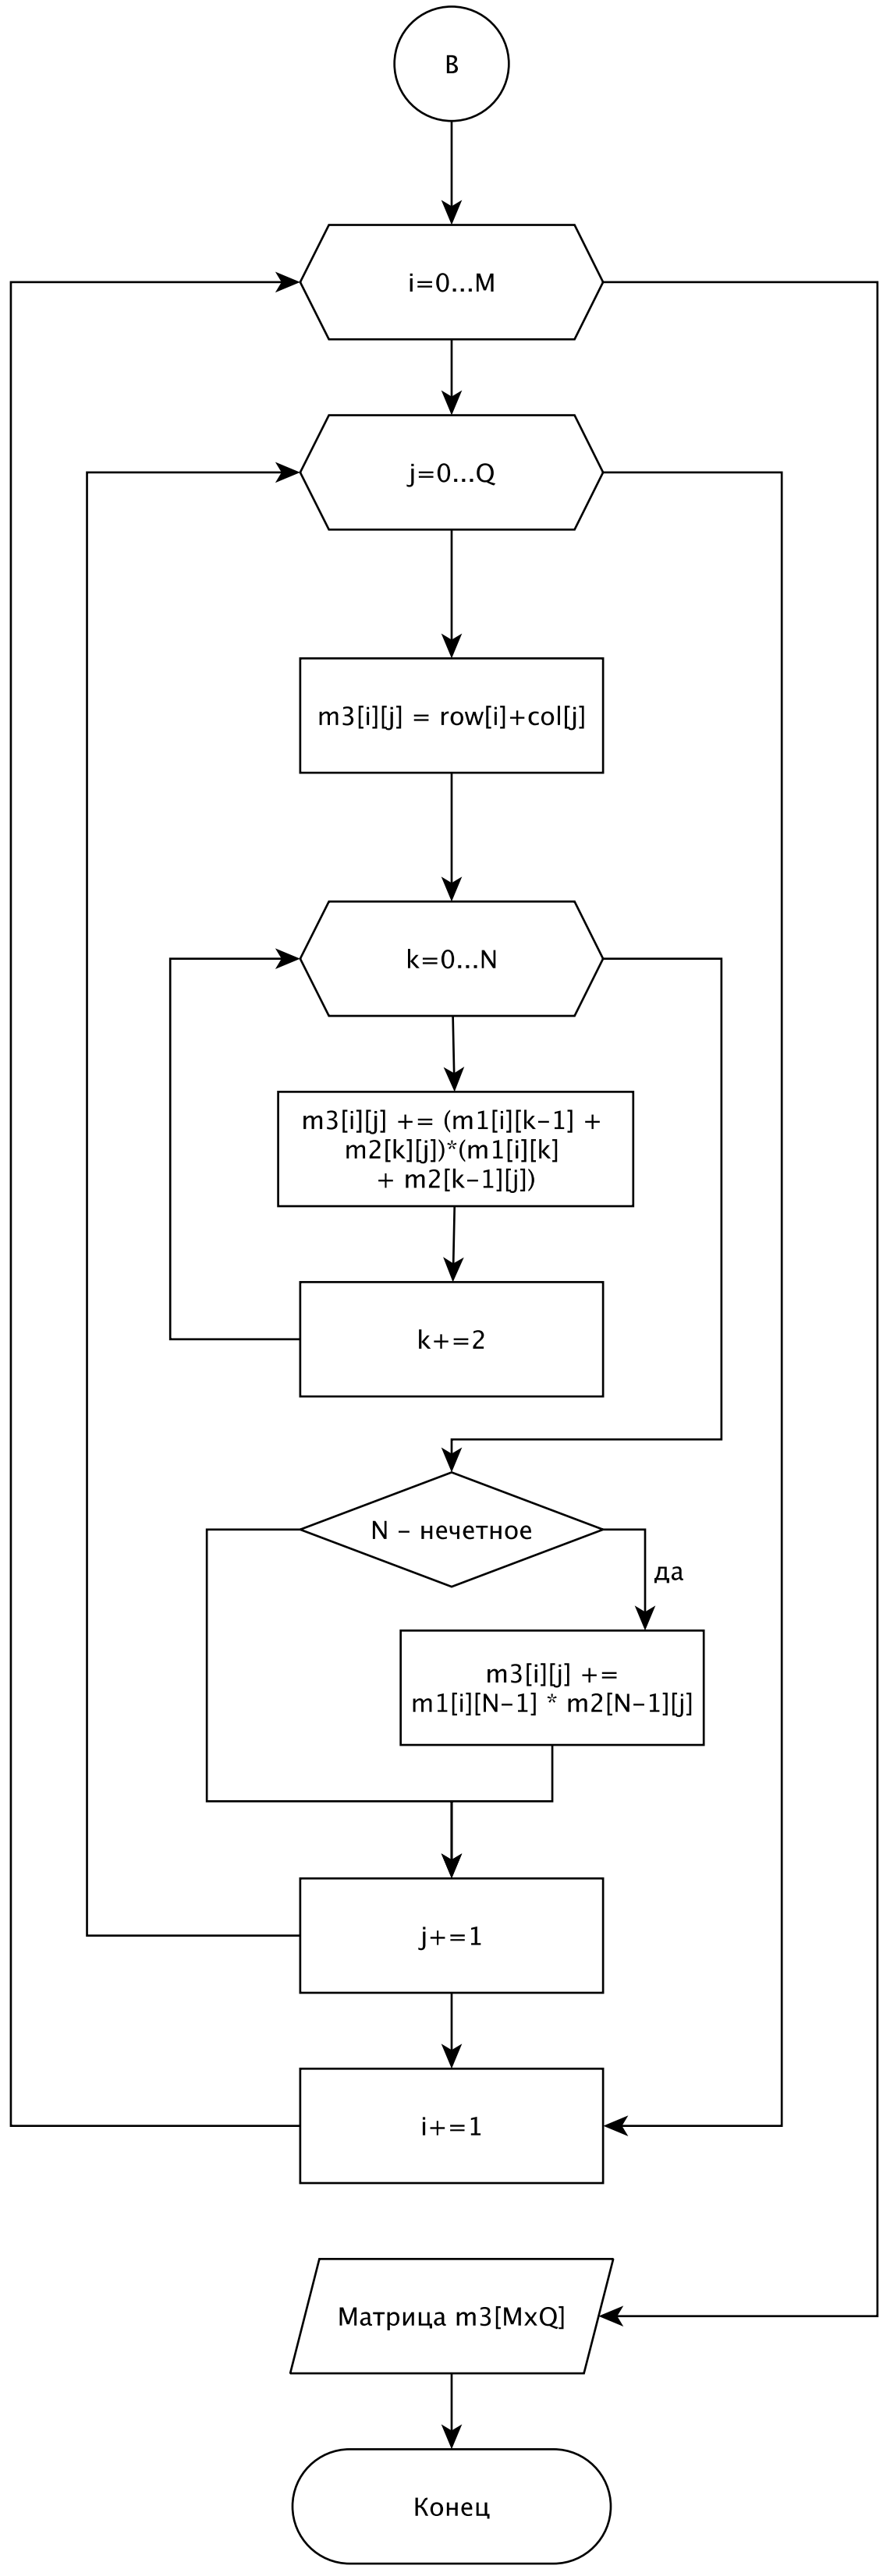 B
i=0...M
j=0...Q
m3[i][j] = row[i]+col[j]
k=0...N
m3[i][j] += (m1[i][k-1] +
m2[k][j])*(m1[i][k]
+ m2[k-1][j])
k+=2
N - нечетное
да
m3[i][j] +=
m1[i][N-1] * m2[N-1][j]
j+=1
i+=1
Матрица m3[MxQ]
Конец